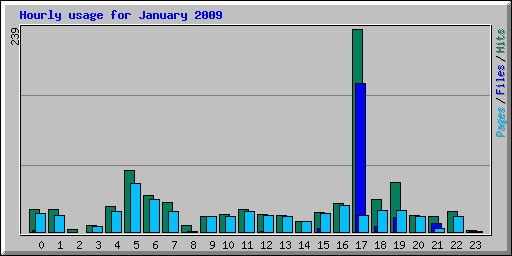 Hourly usage for January 2009
239
Pages/Files/Hits
0 1 2 3 4 5 6 7 8 9 10 11 12 13 14 15 16 17 18 19 20 21 22 23